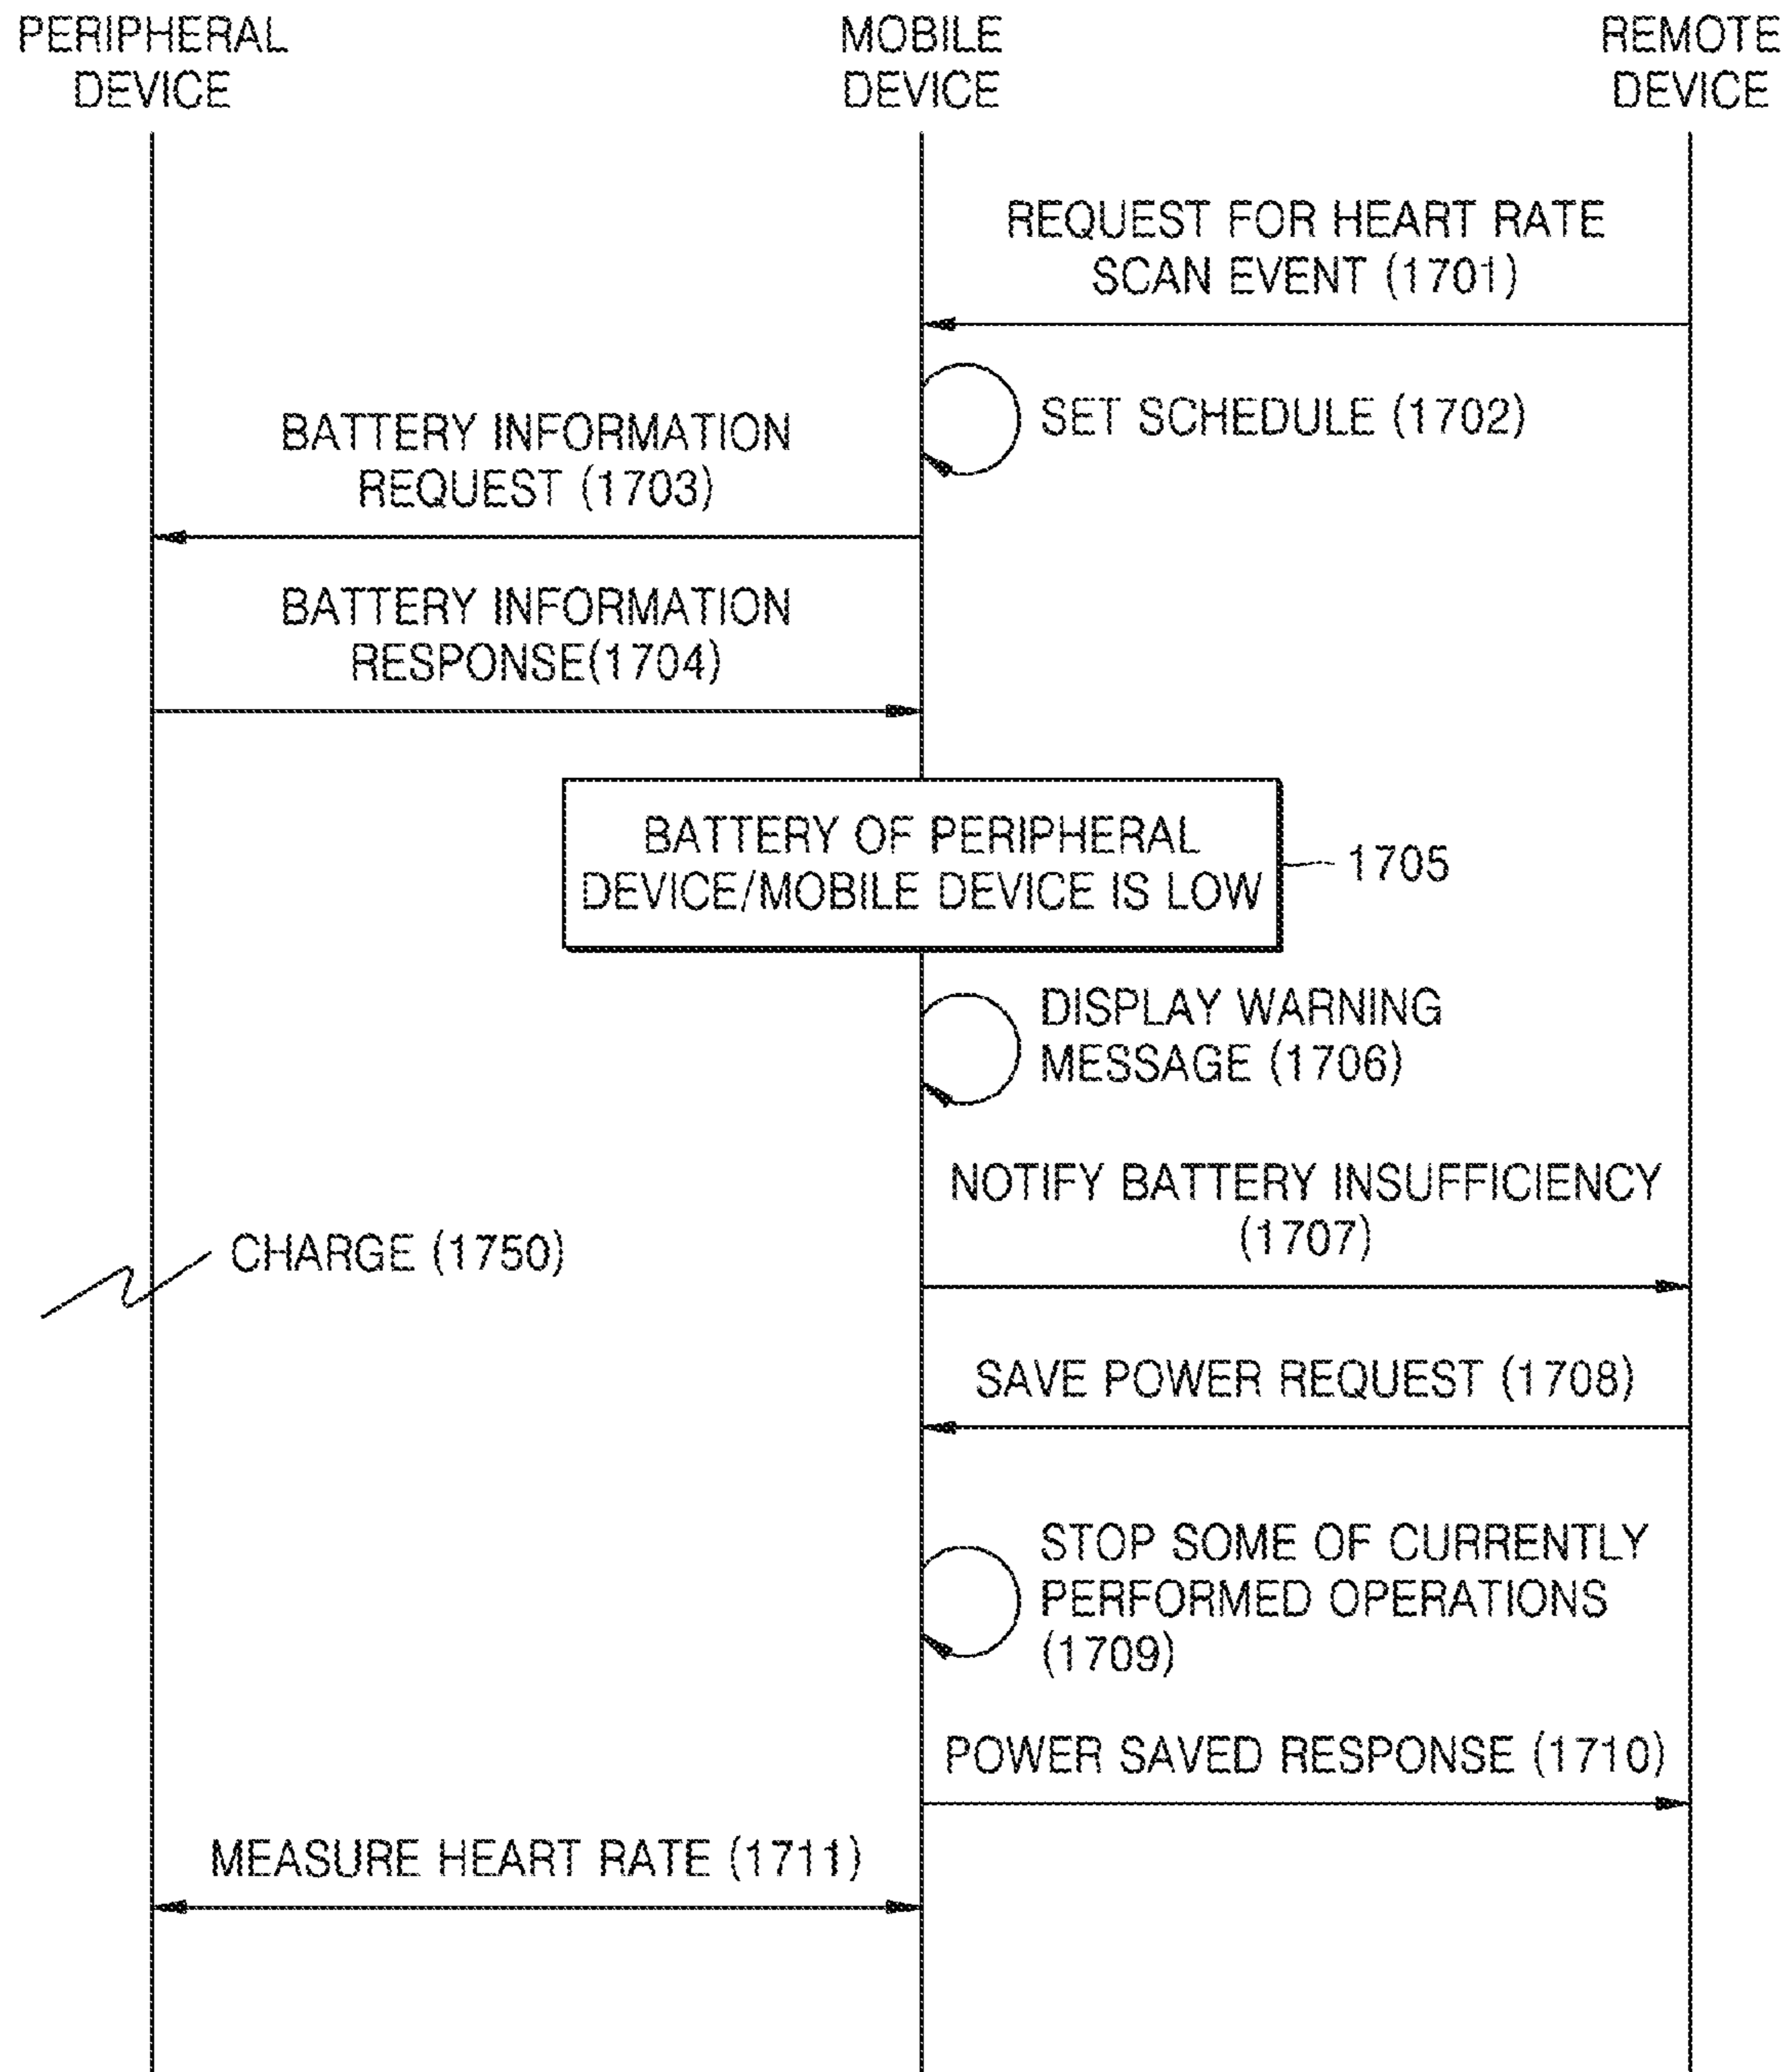 PERIPHERAL
DEVICE
MOBILE
DEVICE
REMOTE
DEVICE
REQUEST FOR HEART RATE
SCAN EVENT (1701)
SET SCHEDULE (1702)
BATTERY INFORMATION
REQUEST (1703)
BATTERY INFORMATION
RESPONSE(1704)
BATTERY OF PERIPHERAL
DEVICE/MOBILE DEVICE IS LOW
1705
DISPLAY WARNING
MESSAGE (1706)
NOTIFY BATTERY INSUFFICIENCY
(1707)
CHARGE (1750)
SAVE POWER REQUEST (1708)
STOP SOME OF CURRENTLY
PERFORMED OPERATIONS
(1709)
POWER SAVED RESPONSE (1710)
MEASURE HEART RATE (1711)